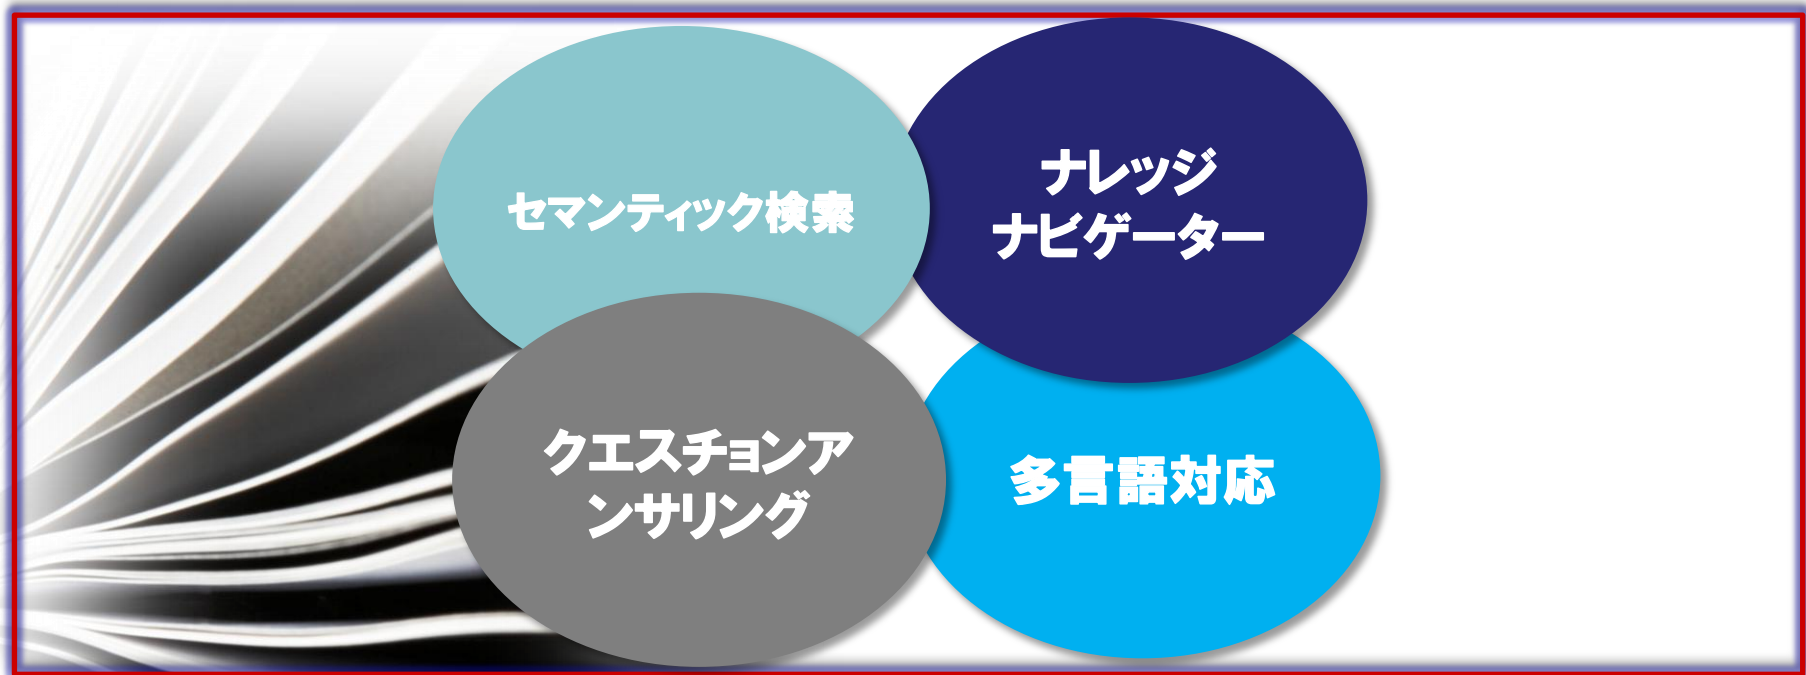 セマンティック検索
ナレッジ
ナビゲーター
クエスチョンア
ンサリング
多言語対応